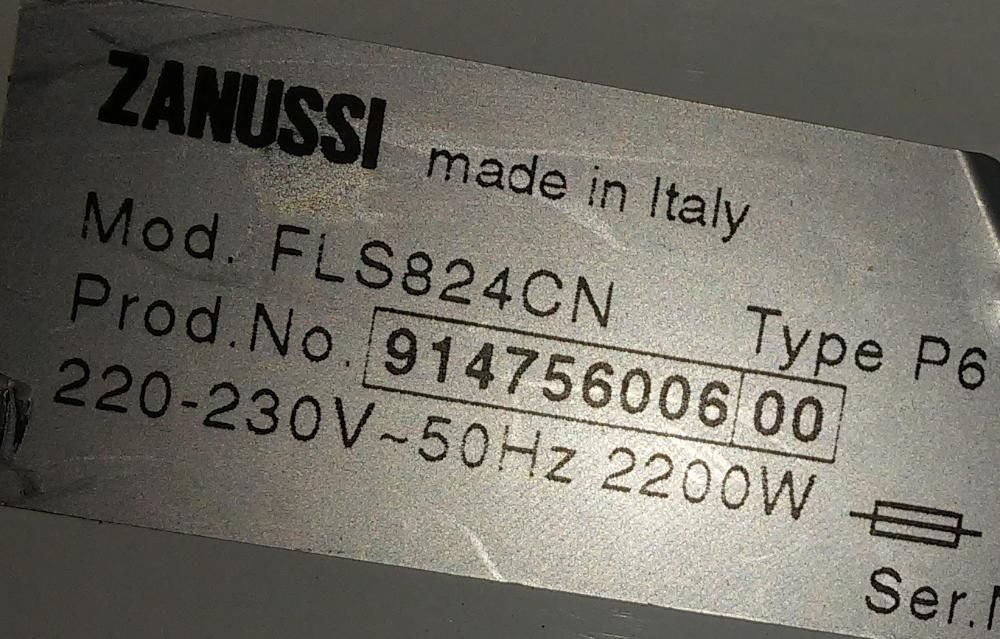 ZANUSSI made in Italy
Mod. FLS824CN Type P6
Prod.No. 914756006 00
220-230V~50Hz 2200W
Ser.